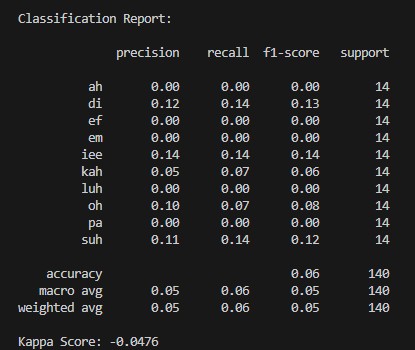 Classification Report:
precision recall f1-score support
ah 0.00 0.00 0.00 14
di 0.12 0.14 0.13 14
ef 0.00 0.00 0.00 14
em 0.00 0.00 0.00 14
iee 0.14 0.14 0.14 14
kah 0.05 0.07 0.06 14
luh 0.00 0.00 0.00 14
oh 0.10 0.07 0.08 14
pa 0.00 0.00 0.00 14
suh 0.11 0.14 0.12 14
accuracy 0.06 140
macro avg 0.05 0.06 0.05 140
weighted avg 0.05 0.06 0.05 140
Kappa Score: -0.0476